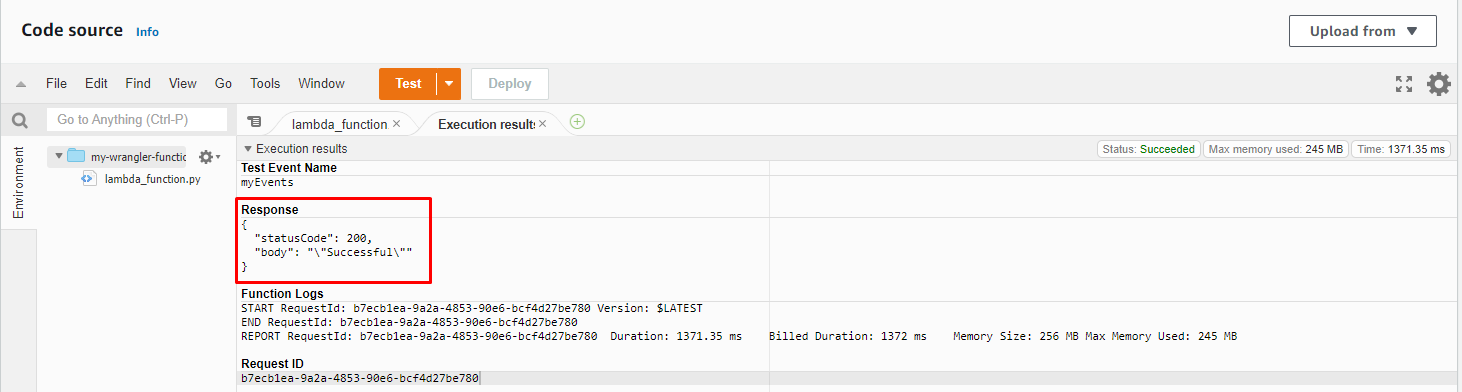 Code source Info
Upload from
File Edit Find View Go Tools Window Test Deploy
Go to Anything (Ctrl-P)
lambda_function
Execution results
Environment
my-wrangler-functic
lambda_function.py
Execution results
Status: Succeeded Max memory used: 245 MB Time: 1371.35 ms
Test Event Name
myEvents
Response
{
"statusCode": 200,
"body": "\"Successful\""
}
Function Logs
START RequestId: b7ecb1ea-9a2a-4853-90e6-bcf4d27be780 Version: $LATEST
END RequestId: b7ecb1ea-9a2a-4853-90e6-bcf4d27be780
REPORT RequestId: b7ecb1ea-9a2a-4853-90e6-bcf4d27be780 Duration: 1371.35 ms Billed Duration: 1372 ms Memory Size: 256 MB Max Memory Used: 245 MB
Request ID
b7ecb1ea-9a2a-4853-90e6-bcf4d27be780